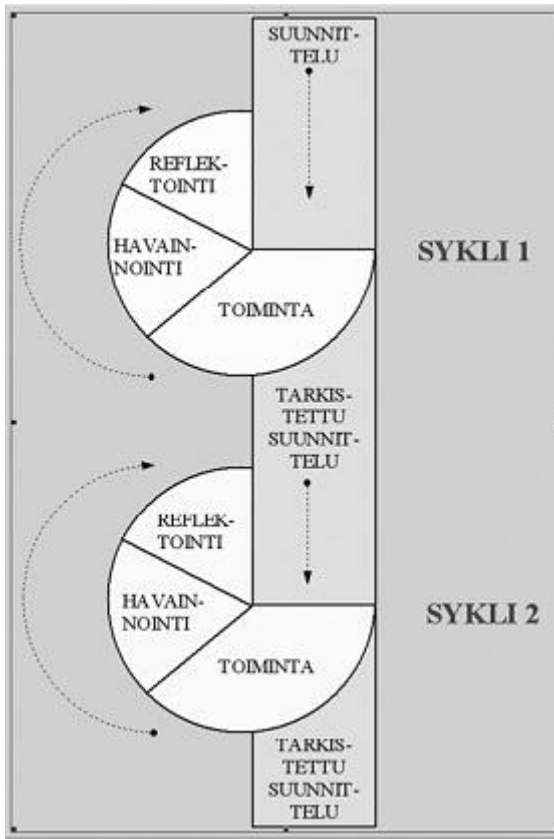 SUUNNIT-
TELU
REFLEK-
TOINTI
HAVAIN-
NOINTI
SYKLI 1
TOIMINTA
TARKIS-
TETTU
SUUNNIT-
TELU
REFLEK-
TOINTI
HAVAIN-
NOINTI
SYKLI 2
TOIMINTA
TARKIS-
TETTU
SUUNNIT-
TELU